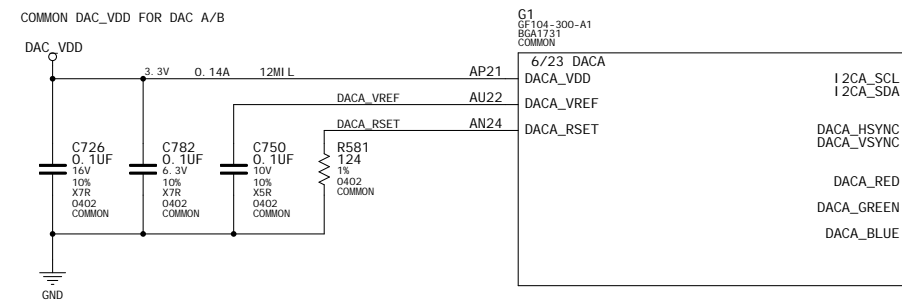 COMMON DAC_VDD FOR DAC A/B
DAC_VDD
G1
GF104-300-A1
BGA1731
COMMON
6/23 DACA
3.3V 0.14A 12MIL AP21 DACA_VDD
DACA_VREF AU22 DACA_VREF
DACA_RSET AN24 DACA_RSET
I2CA_SCL
I2CA_SDA
DACA_HSYNC
DACA_VSYNC
DACA_RED
DACA_GREEN
DACA_BLUE
C726
0.1UF
16V
10%
X7R
0402
COMMON
C782
0.1UF
6.3V
10%
X7R
0402
COMMON
C750
0.1UF
10V
10%
X5R
0402
COMMON
R581
124
1%
0402
COMMON
GND